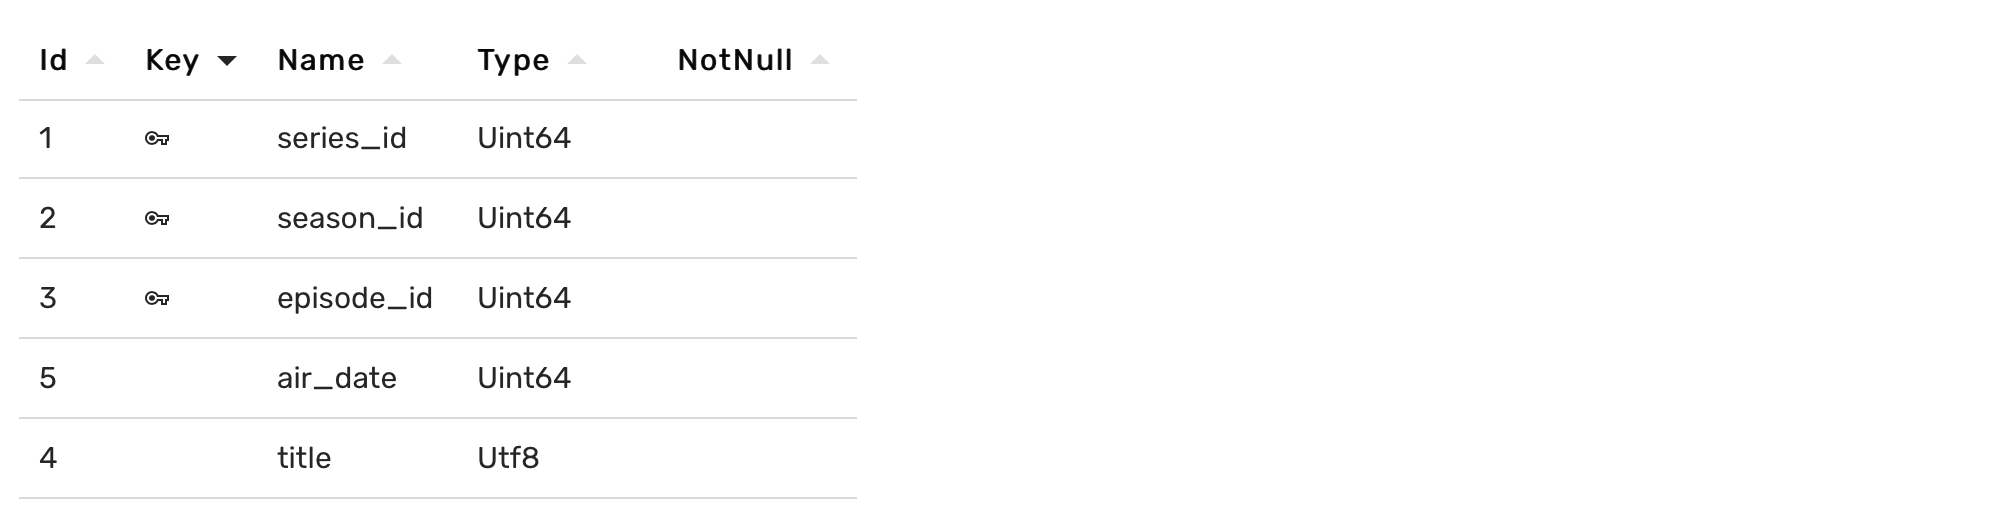 Id Key Name Type NotNull
1 series_id Uint64
2 season_id Uint64
3 episode_id Uint64
5 air_date Uint64
4 title Utf8